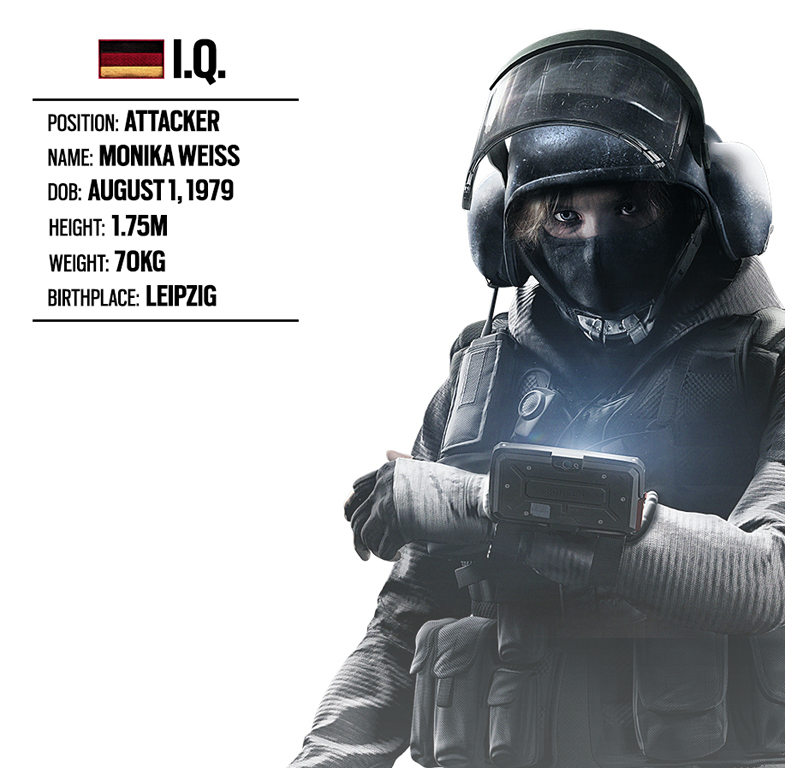 I.Q.
POSITION: ATTACKER
NAME: MONIKA WEISS
DOB: AUGUST 1, 1979
HEIGHT: 1.75M
WEIGHT: 70KG
BIRTHPLACE: LEIPZIG